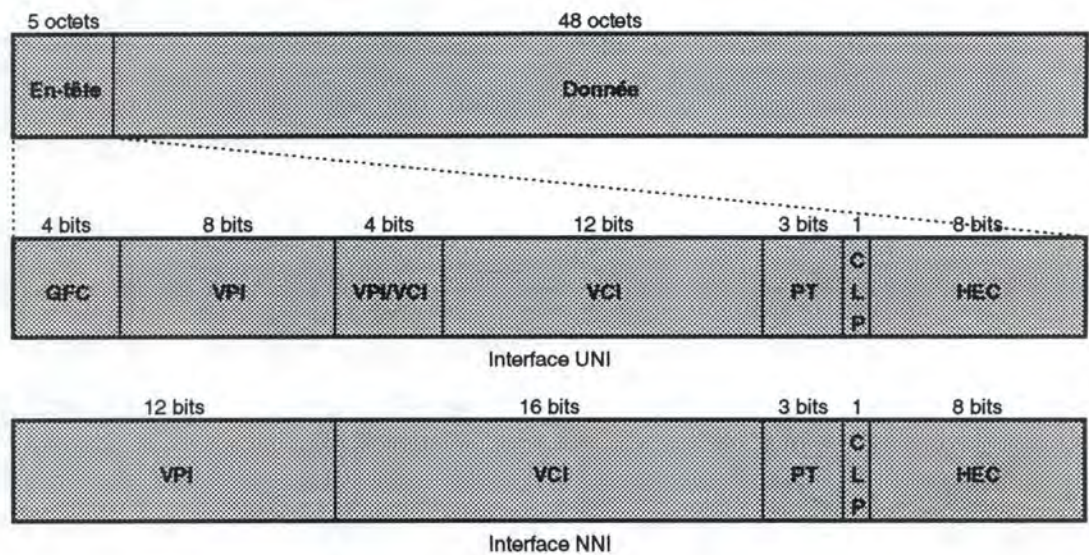 5 octets 48 octets
En-tête Donnée
4 bits 8 bits 4 bits 12 bits 3 bits 1 8 bits
GFC VPI VPI/VCI VCI PT CLP HEC
Interface UNI
12 bits 16 bits 3 bits 1 8 bits
VPI VCI PT CLP HEC
Interface NNI